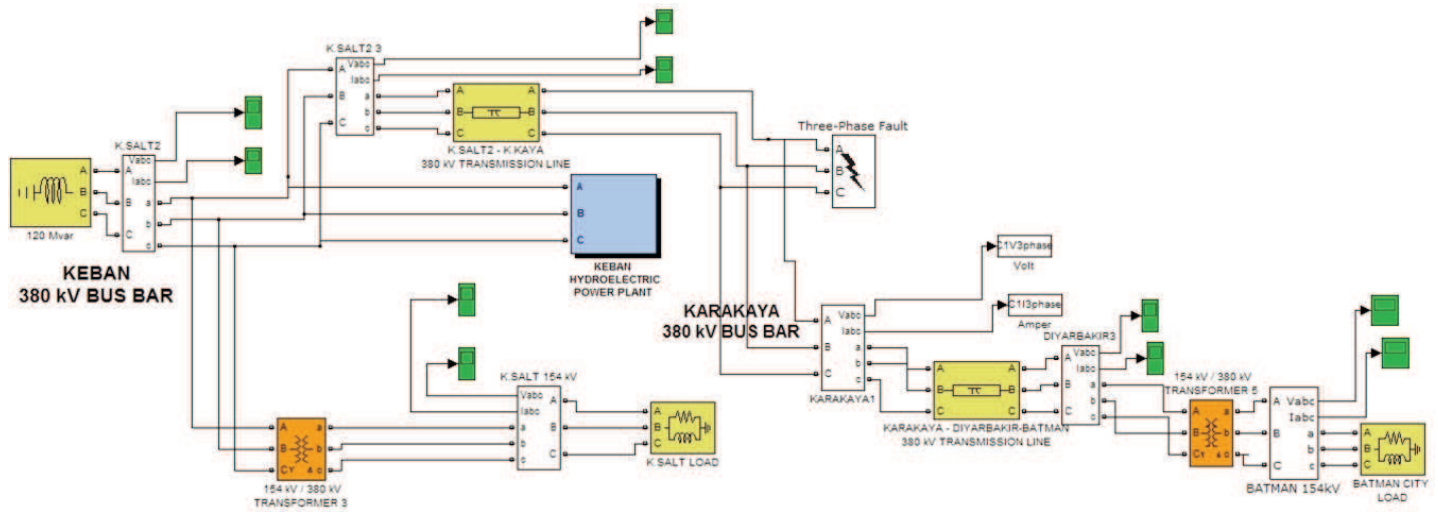 K.SALT2 3
Vabc
Iabc
A
B
C
a
b
c
A
B
C
A
B
C
K.SALT2 - K.KAYA
380 kV TRANSMISSION LINE
Three-Phase Fault
A
B
C
K.SALT2
Vabc
Iabc
A
B
C
a
b
c
A
B
C
120 Mvar
KEBAN
380 kV BUS BAR
A
B
C
KEBAN
HYDROELECTRIC
POWER PLANT
C1V3phase
Volt
C1I3phase
Amper
KARAKAYA
380 kV BUS BAR
A
B
C
Vabc
Iabc
a
b
c
KARAKAYA1
A
B
C
A
B
C
KARAKAYA - DIYARBAKIR-BATMAN
380 kV TRANSMISSION LINE
DIYARBAKIR3
Vabc
Iabc
A
B
C
a
b
c
154 kV / 380 kV
TRANSFORMER 5
A
B
C Y
a
b
c
A
B
C
Vabc
Iabc
a
b
c
BATMAN 154kV
A
B
C
BATMAN CITY
LOAD
K.SALT 154 kV
Vabc
Iabc
a
b
c
A
B
C
A
B
C
K.SALT LOAD
A
B
C Y
a
b
c
154 kV / 380 kV
TRANSFORMER 3